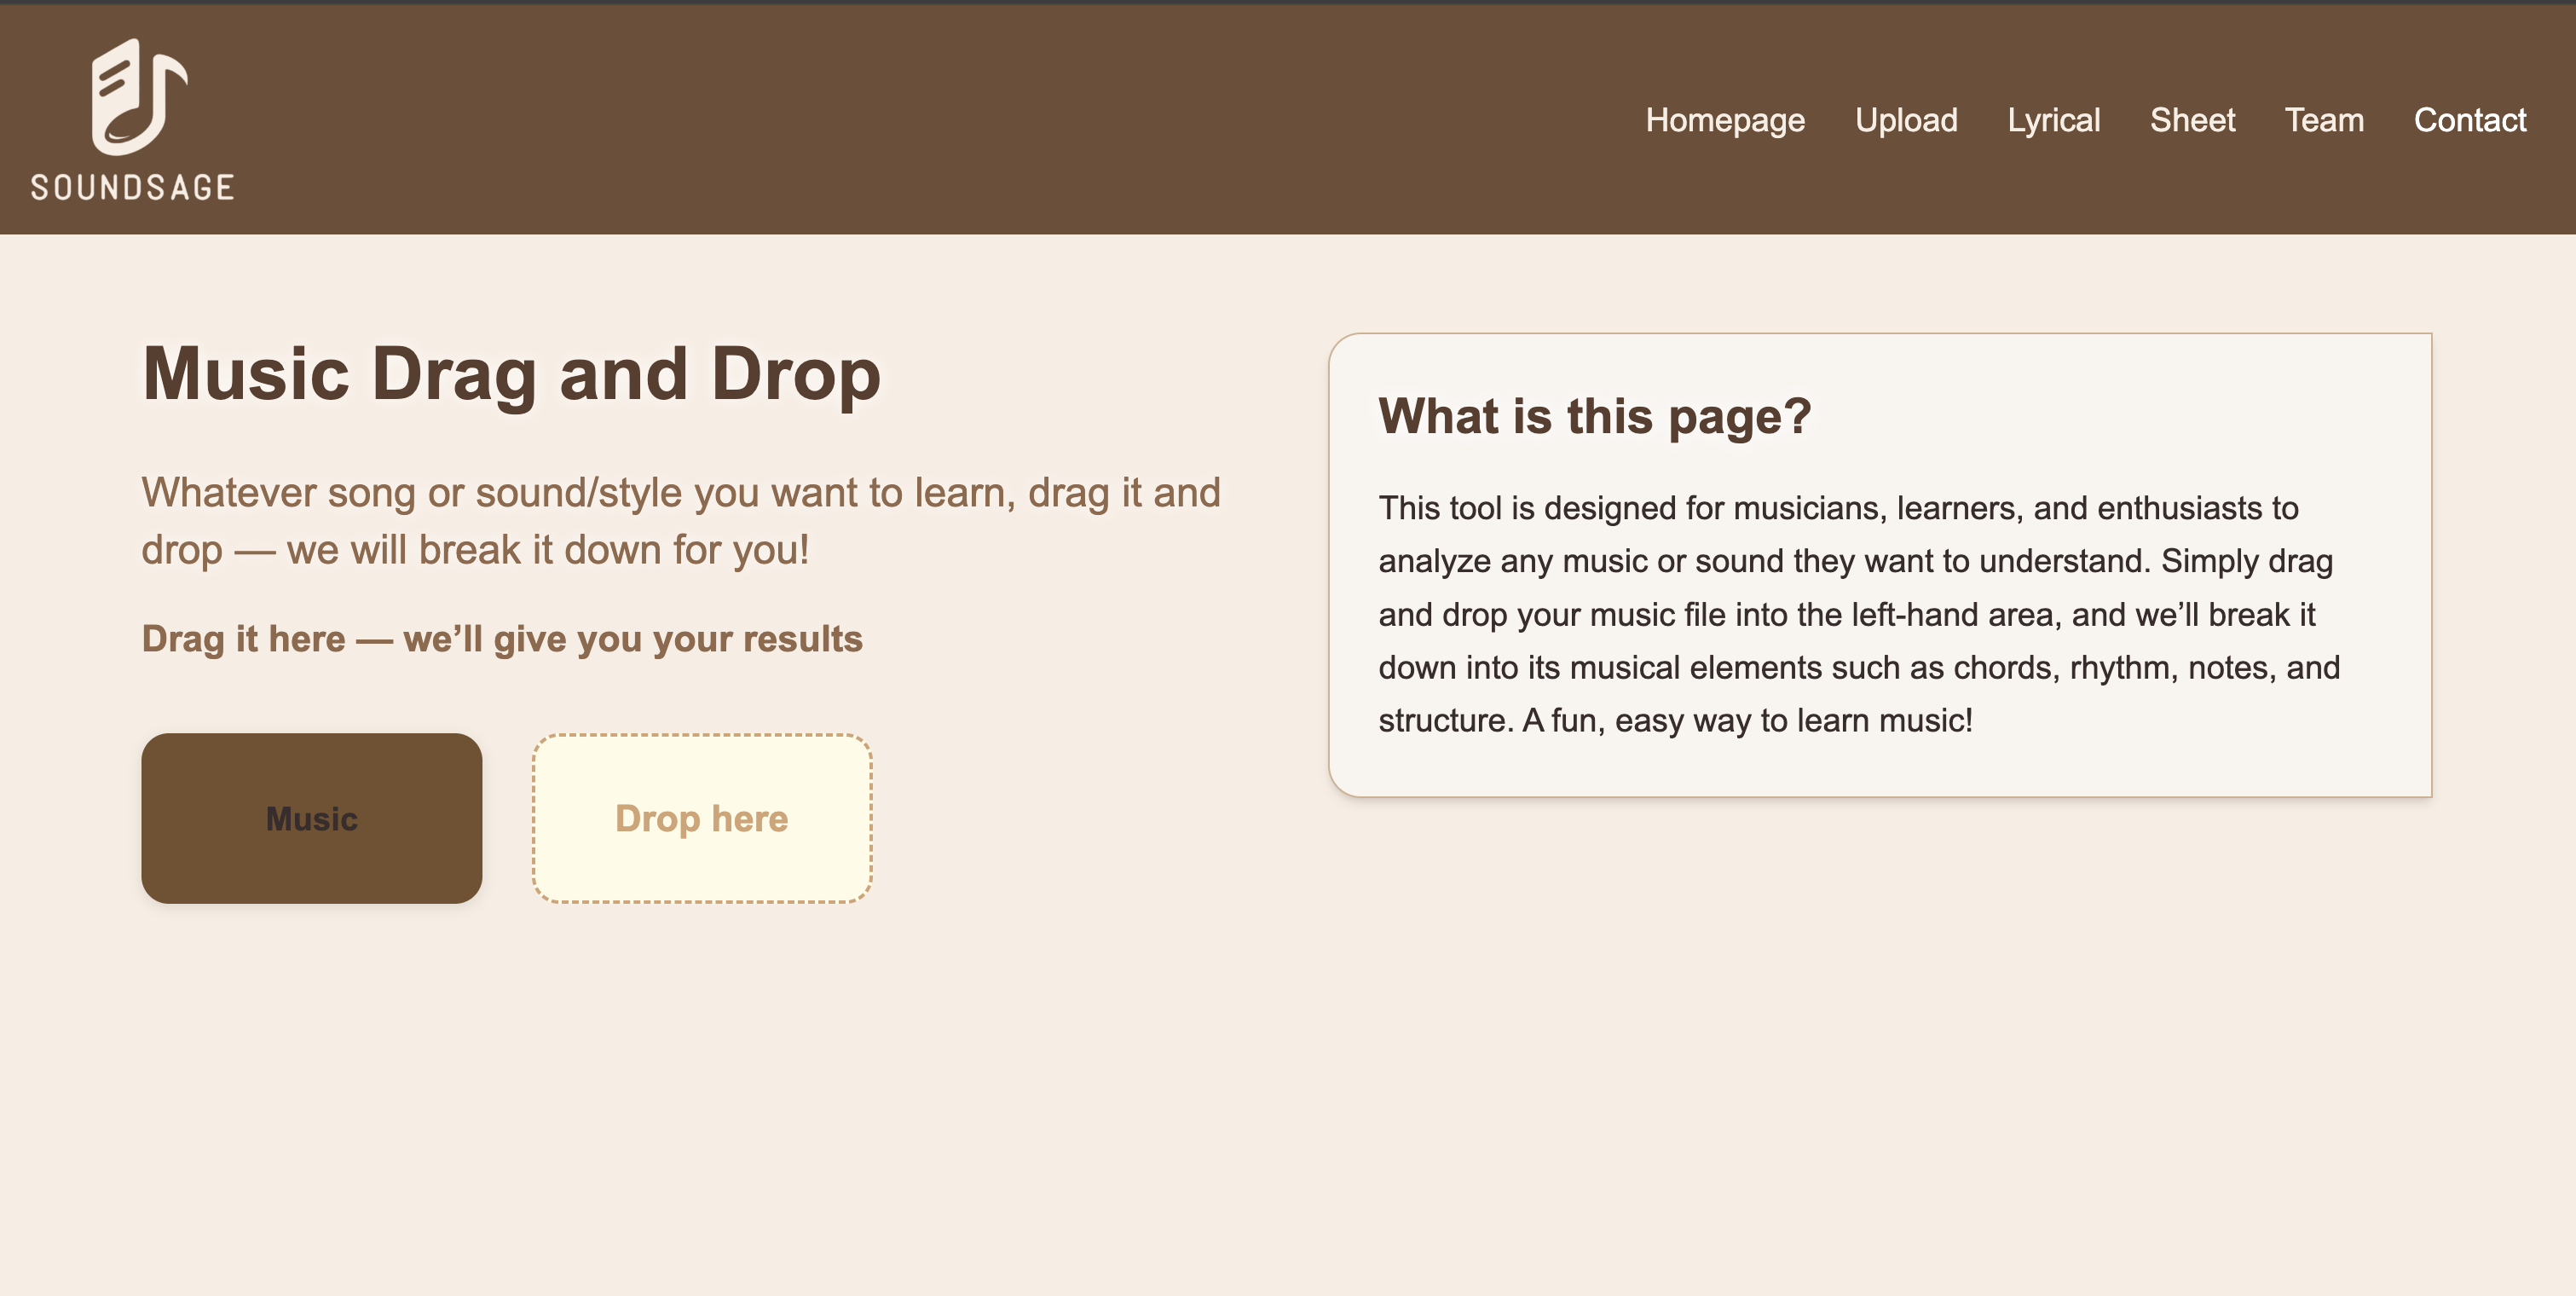 SOUNDSAGE
Homepage Upload Lyrical Sheet Team Contact
Music Drag and Drop
Whatever song or sound/style you want to learn, drag it and
drop — we will break it down for you!
Drag it here — we’ll give you your results
Music
Drop here
What is this page?
This tool is designed for musicians, learners, and enthusiasts to
analyze any music or sound they want to understand. Simply drag
and drop your music file into the left-hand area, and we’ll break it
down into its musical elements such as chords, rhythm, notes, and
structure. A fun, easy way to learn music!